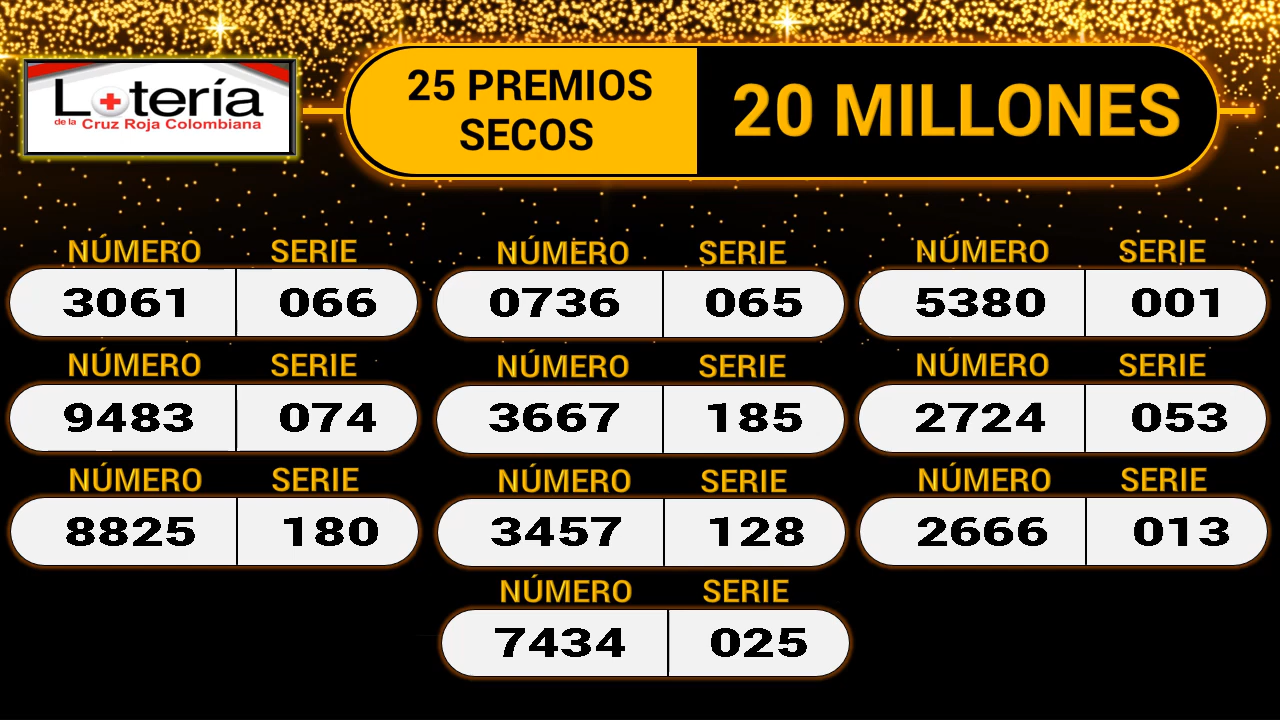 Lotería
de la Cruz Roja Colombiana
25 PREMIOS
SECOS
20 MILLONES
NÚMERO SERIE NÚMERO SERIE NÚMERO SERIE
3061 066 0736 065 5380 001
NÚMERO SERIE NÚMERO SERIE NÚMERO SERIE
9483 074 3667 185 2724 053
NÚMERO SERIE NÚMERO SERIE NÚMERO SERIE
8825 180 3457 128 2666 013
NÚMERO SERIE
7434 025